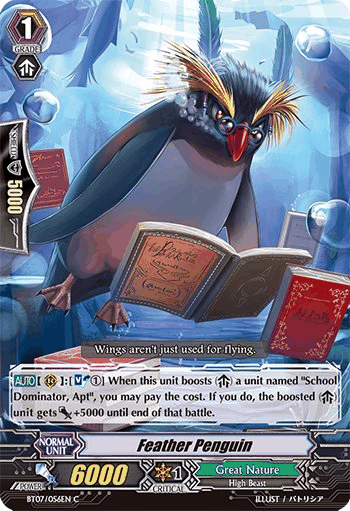 1
GRADE
5000
SHIELD
Wings aren't just used for flying.
AUTO [R]:[1] When this unit boosts a unit named "School
Dominator, Apt", you may pay the cost. If you do, the boosted
unit gets +5000 until end of that battle.
NORMAL
UNIT
Feather Penguin
POWER
6000
1
CRITICAL
Great Nature
High Beast
BT07/056EN C
ILLUST / パトリシア